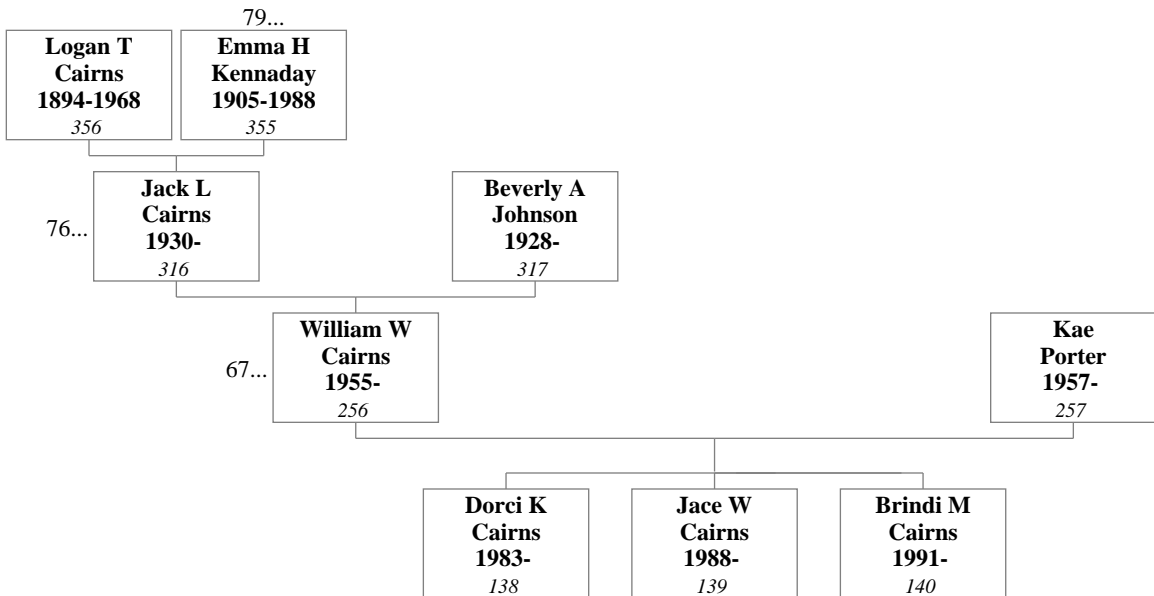 79...
Logan T
Cairns
1894-1968
356
Emma H
Kennaday
1905-1988
355
76...
Jack L
Cairns
1930-
316
Beverly A
Johnson
1928-
317
67...
William W
Cairns
1955-
256
Kae
Porter
1957-
257
Dorci K
Cairns
1983-
138
Jace W
Cairns
1988-
139
Brindi M
Cairns
1991-
140